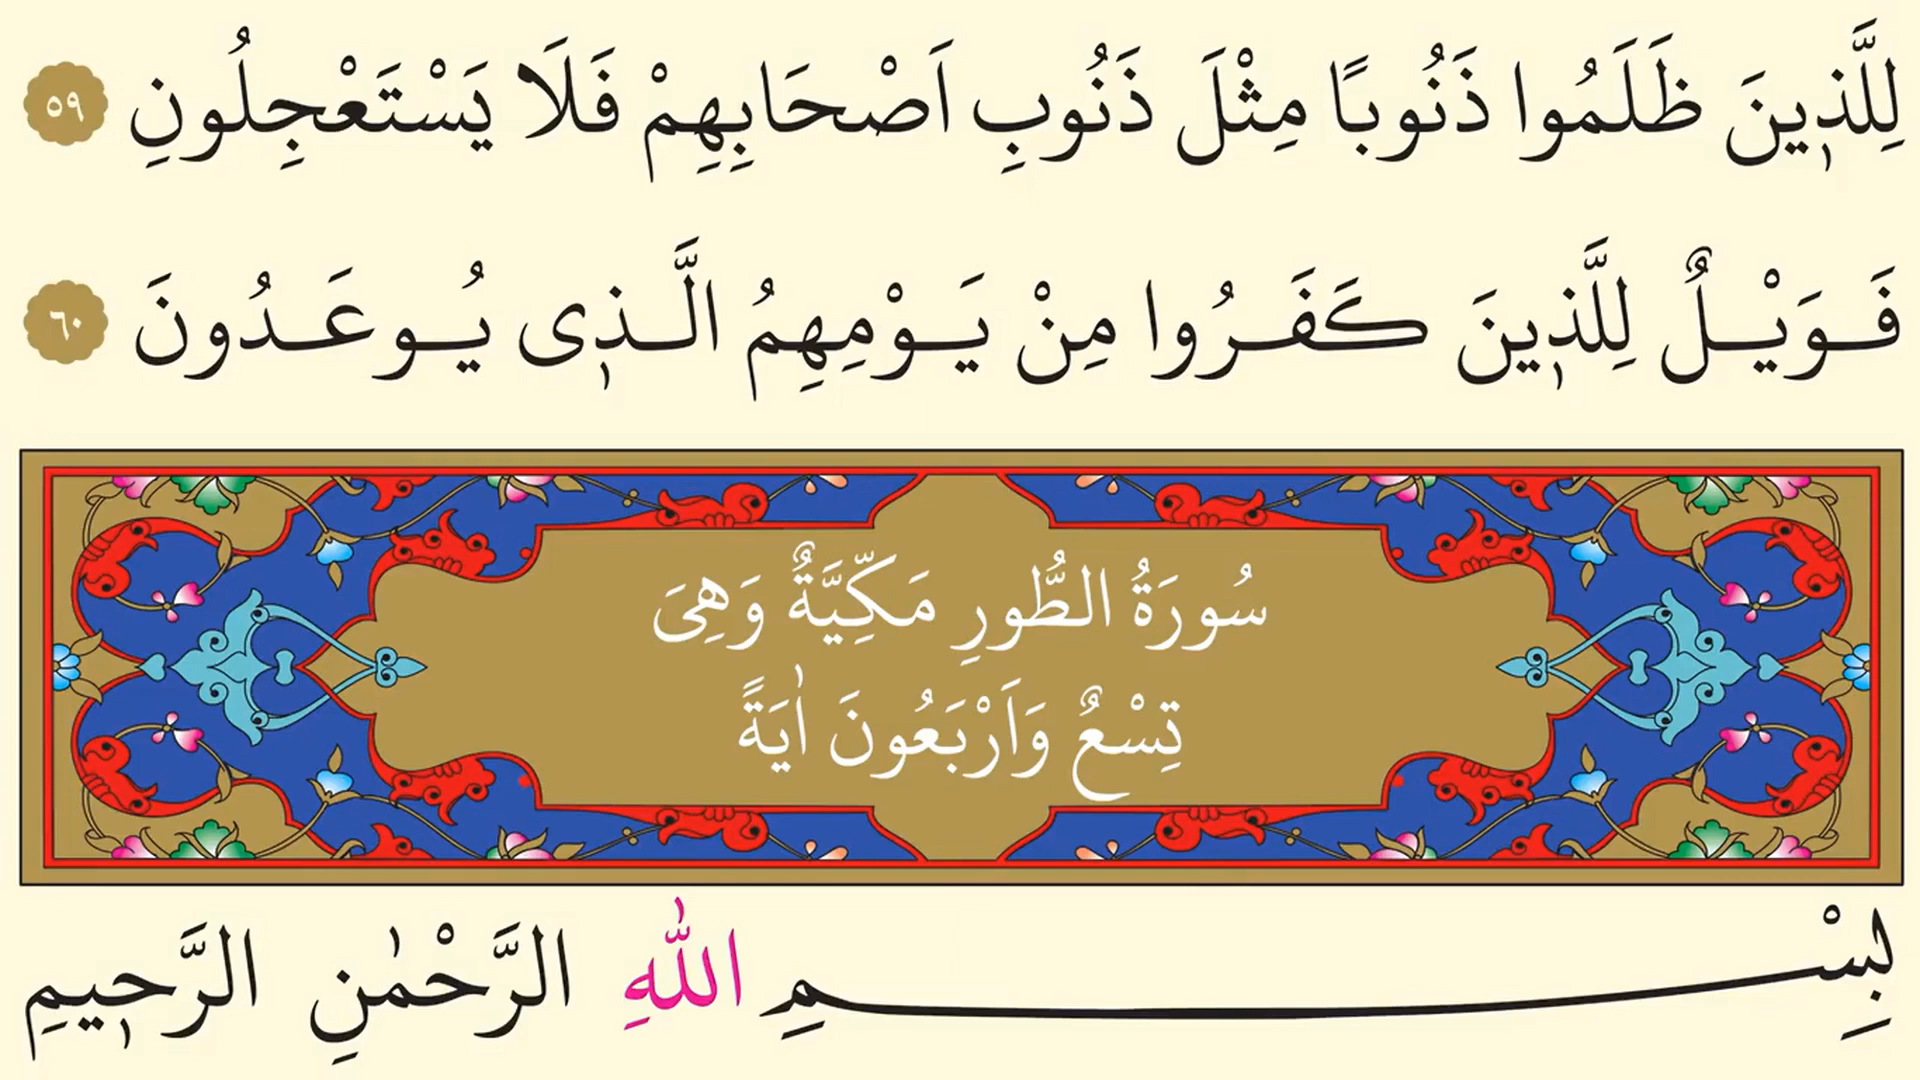 لِلَّذ۪ينَ ظَلَمُوا ذَنُوبًا مِثْلَ ذَنُوبِ اَصْحَابِهِمْ فَلَا يَسْتَعْجِلُونِ ٥٩
فَوَيْلٌ لِلَّذ۪ينَ كَفَرُوا مِنْ يَوْمِهِمُ الَّذ۪ى يُوعَدُونَ ٦٠
سُورَةُ الطُّورِ مَكِّيَّةٌ وَهِىَ
تِسْعٌ وَاَرْبَعُونَ اٰيَةً
بِسْمِ اللّٰهِ الرَّحْمٰنِ الرَّح۪يمِ